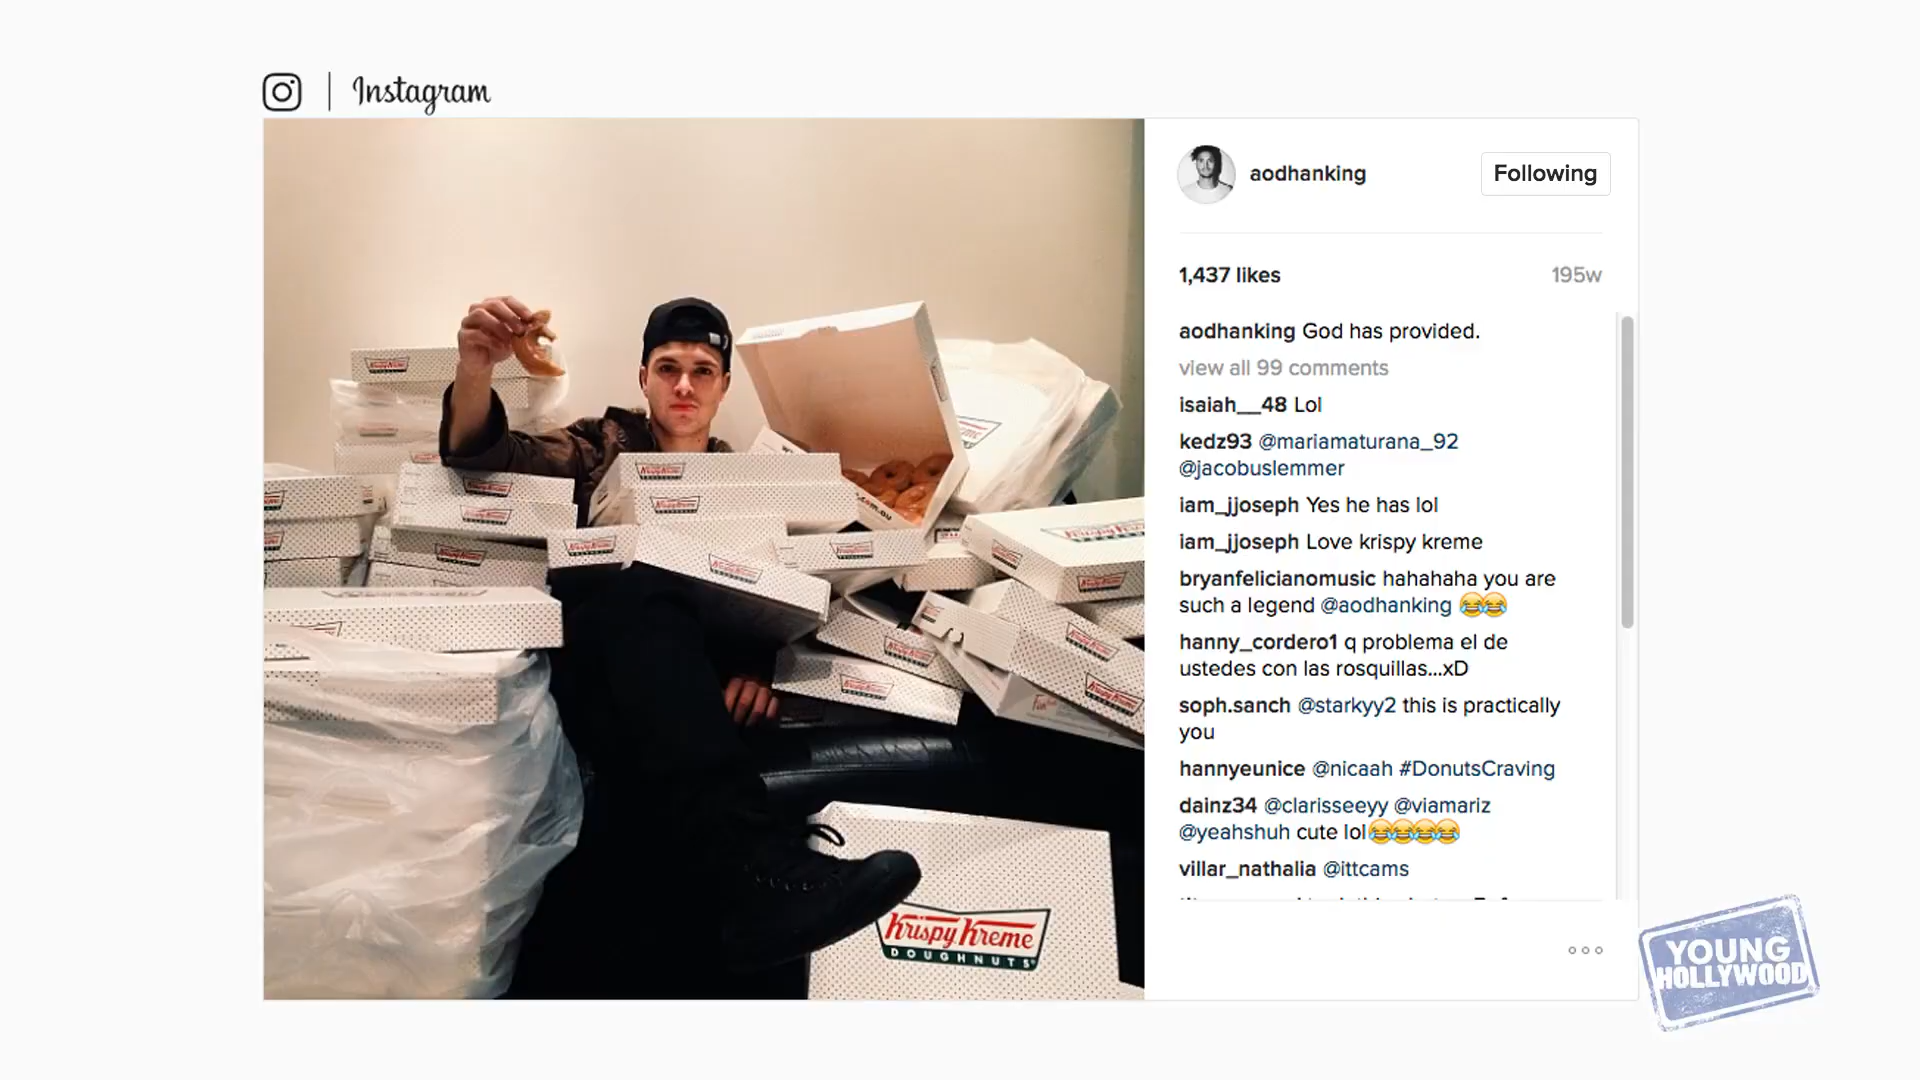 Instagram
aodhanking
Following
1,437 likes
195w
aodhanking God has provided.
view all 99 comments
isaiah__48 Lol
kedz93 @mariamaturana_92
@jacobuslemmer
iam_jjoseph Yes he has lol
iam_jjoseph Love krispy kreme
bryanfelicianomusic hahahaha you are
such a legend @aodhanking 😂😂
hanny_cordero1 q problema el de
ustedes con las rosquillas...xD
soph.sanch @starkyy2 this is practically
you
hannyeunice @nicaah #DonutsCraving
dainz34 @clarisseeyy @viamariz
@yeahshuh cute lol😂😂😂😂
villar_nathalia @ittcams
Krispy Kreme
DOUGHNUTS
YOUNG
HOLLYWOOD